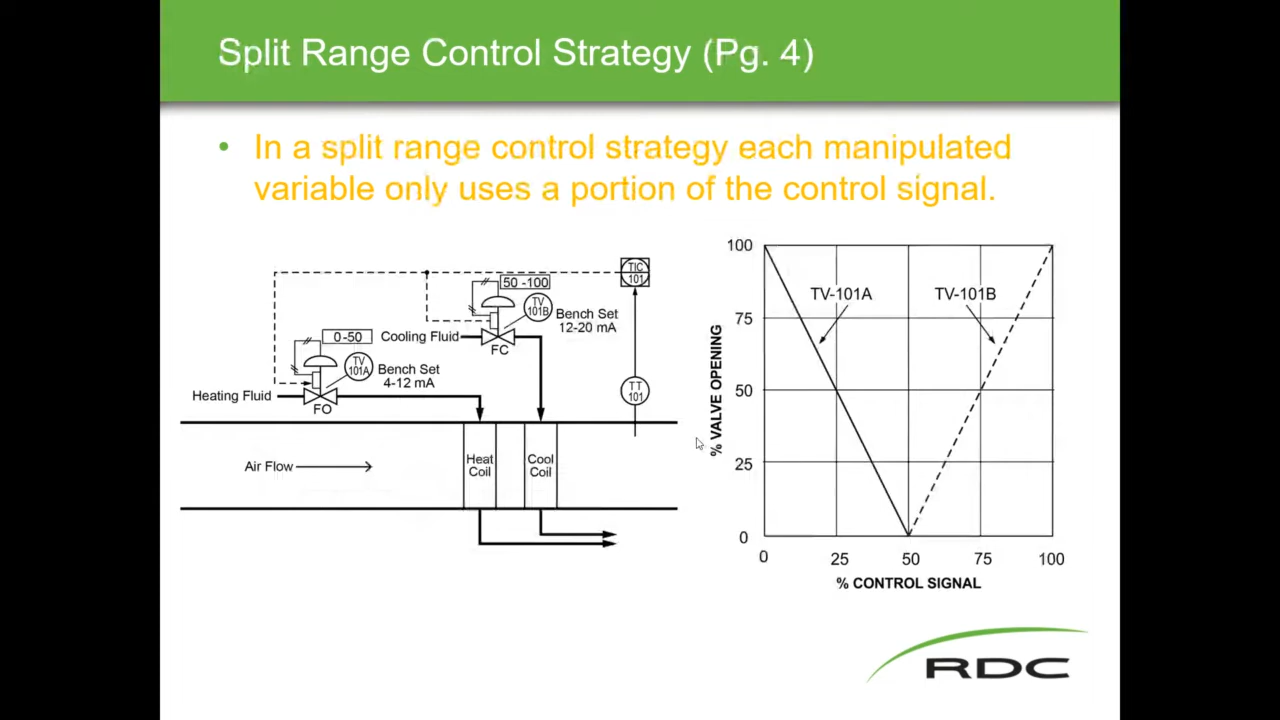 Split Range Control Strategy (Pg. 4)
• In a split range control strategy each manipulated
variable only uses a portion of the control signal.
TIC
101
50 -100
TV
101B
Bench Set
12-20 mA
Cooling Fluid
FC
0-50
TV
101A
Bench Set
4-12 mA
Heating Fluid
FO
TT
101
Air Flow
Heat
Coil
Cool
Coil
100
75
50
25
0
% VALVE OPENING
TV-101A
TV-101B
0 25 50 75 100
% CONTROL SIGNAL
RDC